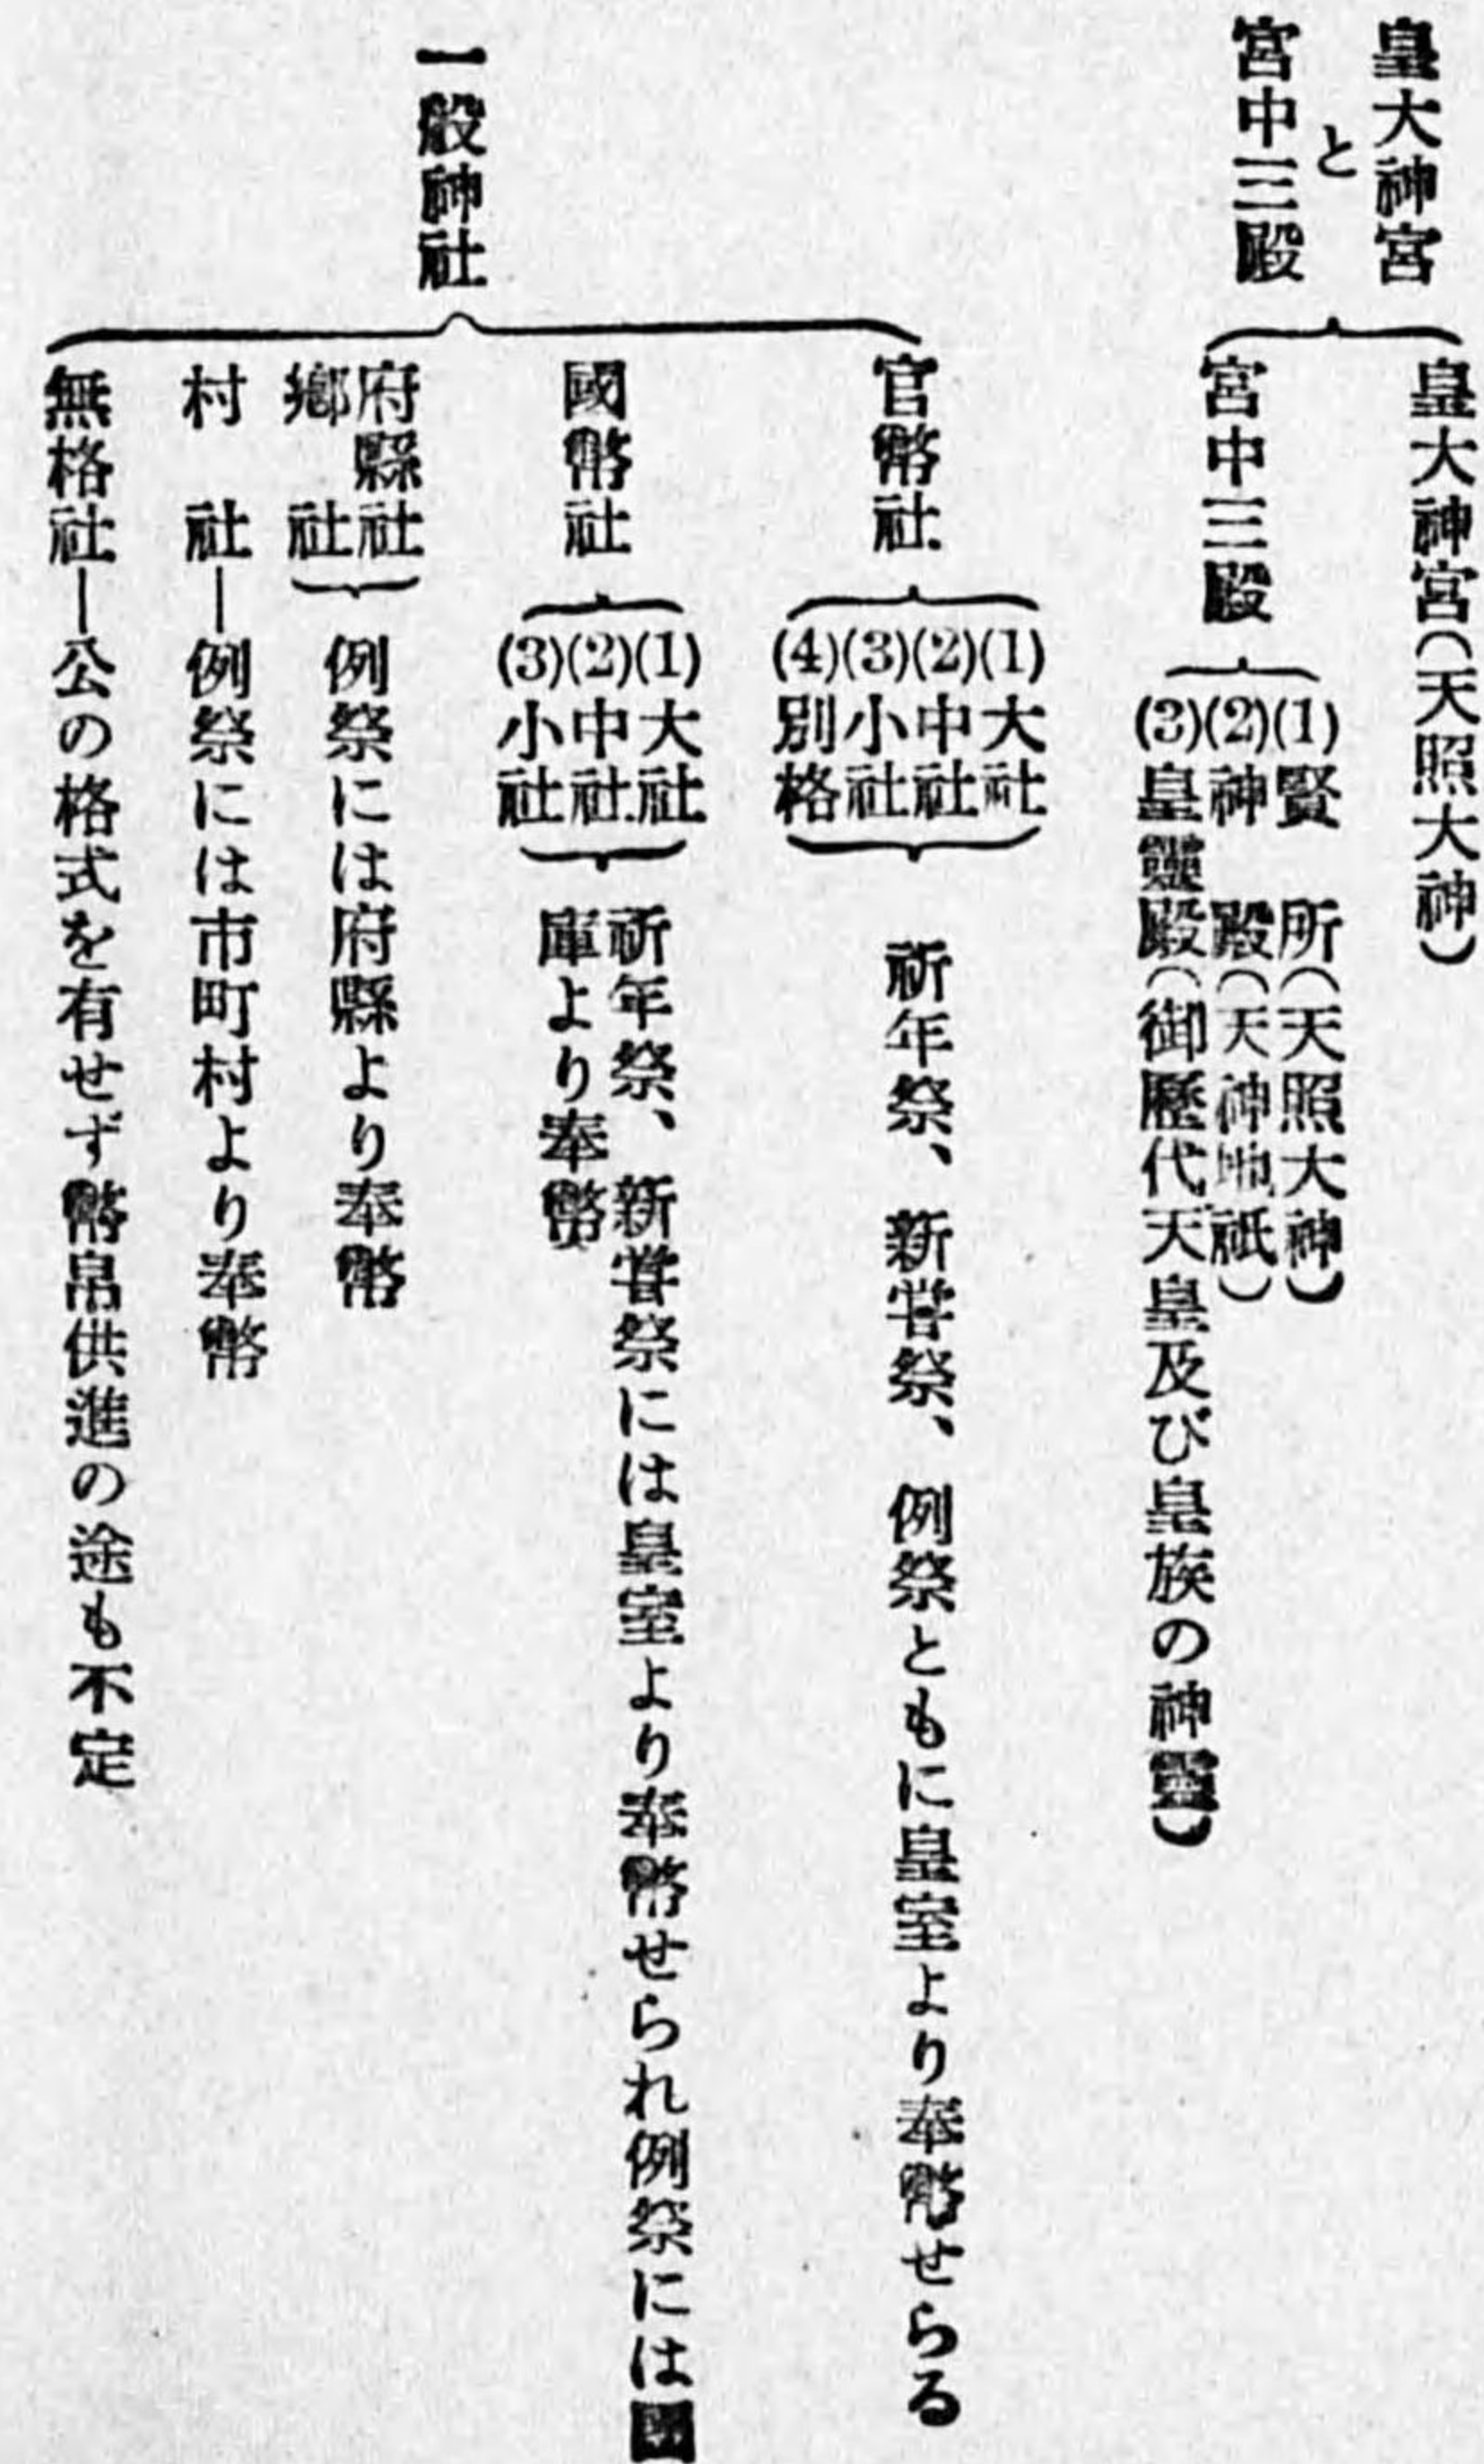 皇大神宮
と
宮中三殿
皇大神宮(天照大神)
宮中三殿
(1)賢 所(天照大神)
(2)神 殿(天神地祇)
(3)皇靈殿(御歷代天皇及び皇族の神靈)
一般神社
官幣社
(1)大社
(2)中社
(3)小社
(4)別格
祈年祭、新甞祭、例祭ともに皇室より奉幣せらる
國幣社
(1)大社
(2)中社
(3)小社
祈年祭、新甞祭には皇室より奉幣せられ例祭には國
庫より奉幣
府縣社
鄕 社
例祭には府縣より奉幣
村 社―例祭には市町村より奉幣
無格社―公の格式を有せず幣帛供進の途も不定